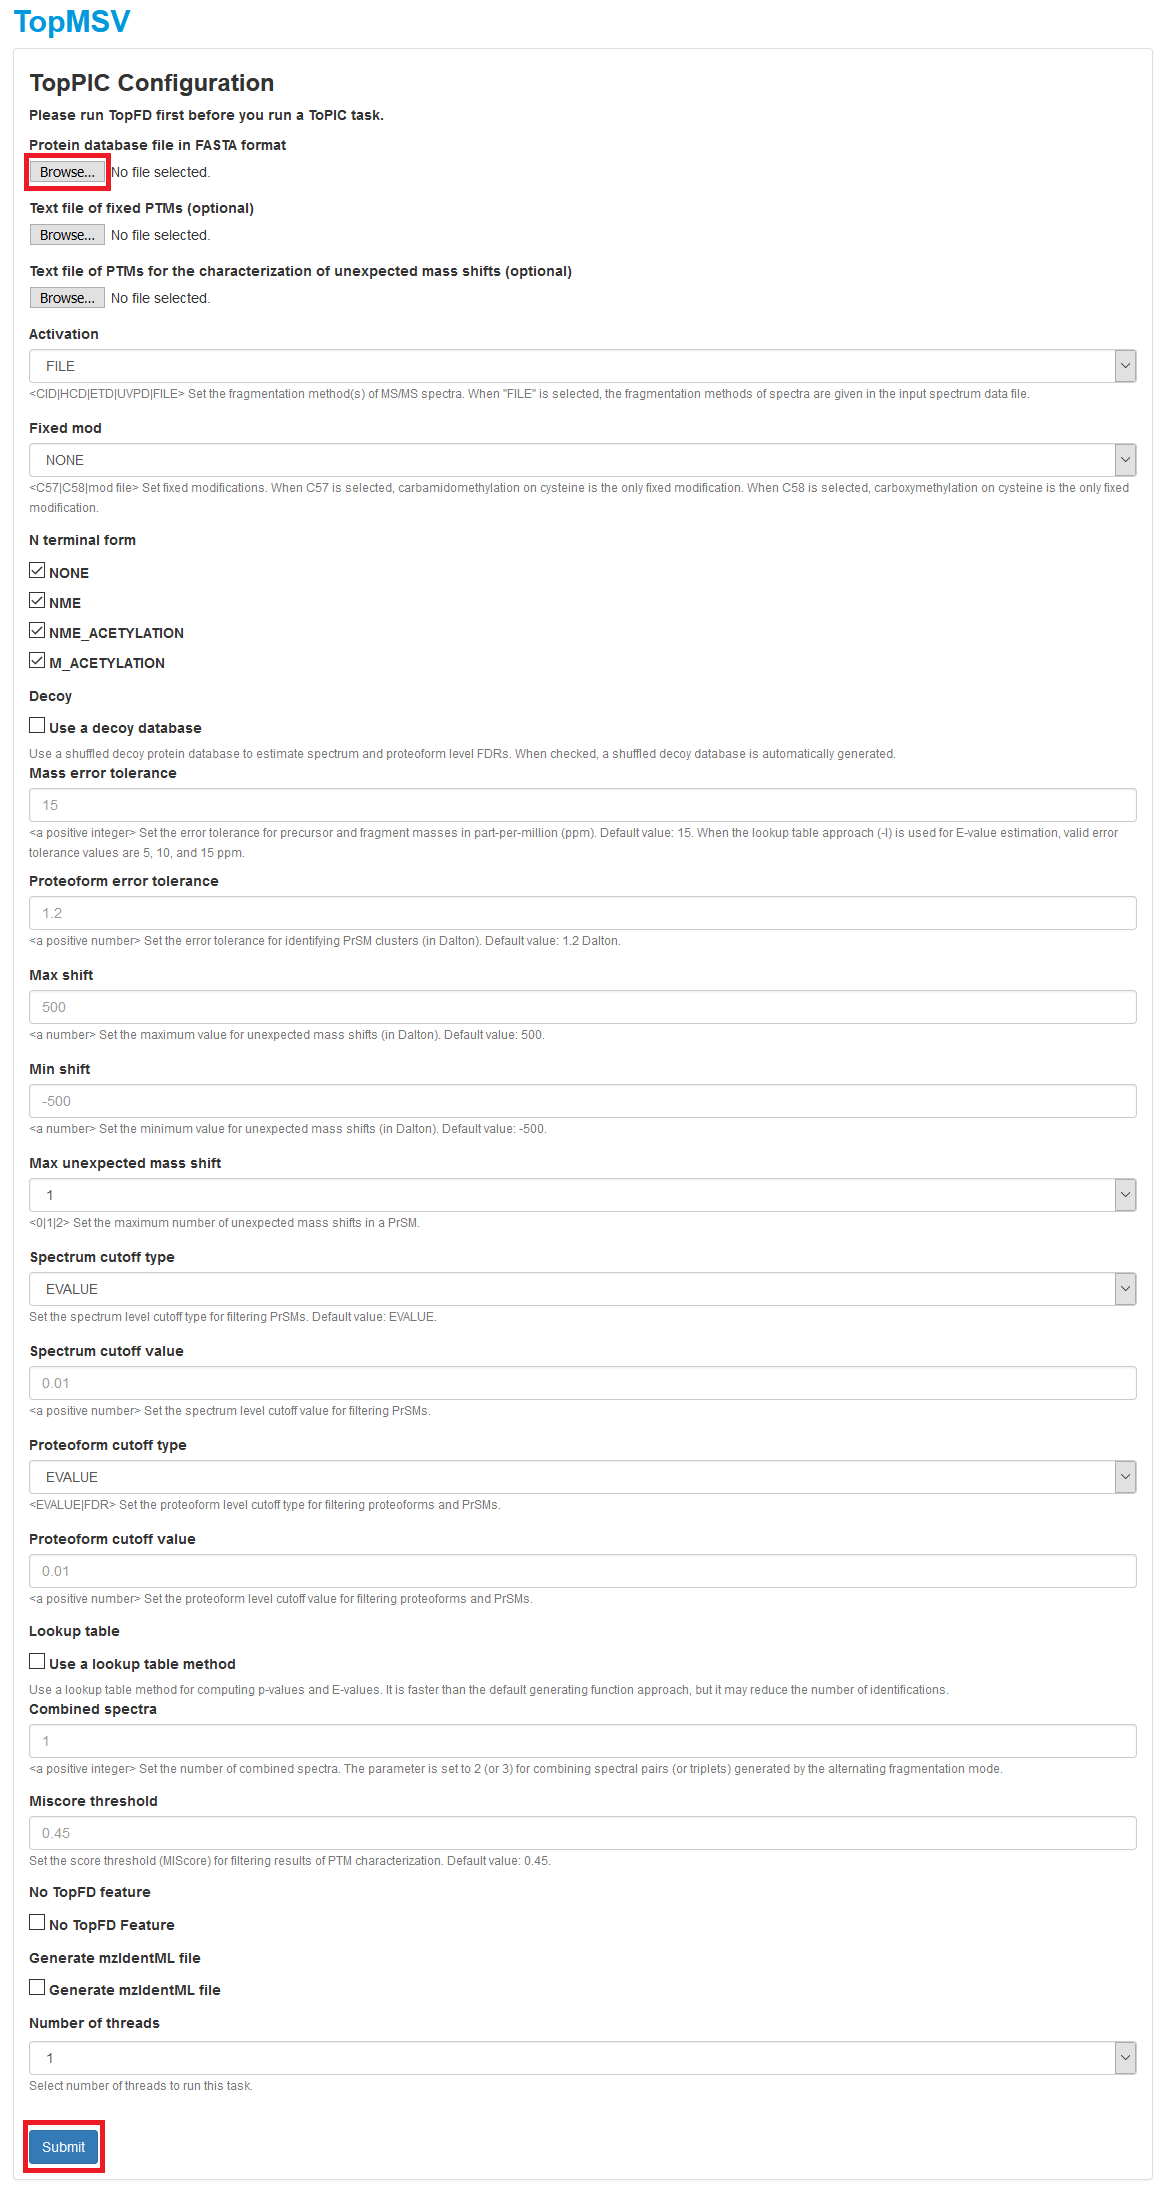 TopMSV
TopPIC Configuration
Please run TopFD first before you run a ToPIC task.
Protein database file in FASTA format
Browse... No file selected.
Text file of fixed PTMs (optional)
Browse... No file selected.
Text file of PTMs for the characterization of unexpected mass shifts (optional)
Browse... No file selected.
Activation
FILE
<CID|HCD|ETD|UVPD|FILE> Set the fragmentation method(s) of MS/MS spectra. When "FILE" is selected, the fragmentation methods of spectra are given in the input spectrum data file.
Fixed mod
NONE
<C57|C58|mod file> Set fixed modifications. When C57 is selected, carbamidomethylation on cysteine is the only fixed modification. When C58 is selected, carboxymethylation on cysteine is the only fixed
modification.
N terminal form
NONE
NME
NME_ACETYLATION
M_ACETYLATION
Decoy
Use a decoy database
Use a shuffled decoy protein database to estimate spectrum and proteoform level FDRs. When checked, a shuffled decoy database is automatically generated.
Mass error tolerance
15
<a positive integer> Set the error tolerance for precursor and fragment masses in part-per-million (ppm). Default value: 15. When the lookup table approach (-l) is used for E-value estimation, valid error
tolerance values are 5, 10, and 15 ppm.
Proteoform error tolerance
1.2
<a positive number> Set the error tolerance for identifying PrSM clusters (in Dalton). Default value: 1.2 Dalton.
Max shift
500
<a number> Set the maximum value for unexpected mass shifts (in Dalton). Default value: 500.
Min shift
-500
<a number> Set the minimum value for unexpected mass shifts (in Dalton). Default value: -500.
Max unexpected mass shift
1
<0|1|2> Set the maximum number of unexpected mass shifts in a PrSM.
Spectrum cutoff type
EVALUE
Set the spectrum level cutoff type for filtering PrSMs. Default value: EVALUE.
Spectrum cutoff value
0.01
<a positive number> Set the spectrum level cutoff value for filtering PrSMs.
Proteoform cutoff type
EVALUE
<EVALUE|FDR> Set the proteoform level cutoff type for filtering proteoforms and PrSMs.
Proteoform cutoff value
0.01
<a positive number> Set the proteoform level cutoff value for filtering proteoforms and PrSMs.
Lookup table
Use a lookup table method
Use a lookup table method for computing p-values and E-values. It is faster than the default generating function approach, but it may reduce the number of identifications.
Combined spectra
1
<a positive integer> Set the number of combined spectra. The parameter is set to 2 (or 3) for combining spectral pairs (or triplets) generated by the alternating fragmentation mode.
Miscore threshold
0.45
Set the score threshold (MIScore) for filtering results of PTM characterization. Default value: 0.45.
No TopFD feature
No TopFD Feature
Generate mzIdentML file
Generate mzIdentML file
Number of threads
1
Select number of threads to run this task.
Submit